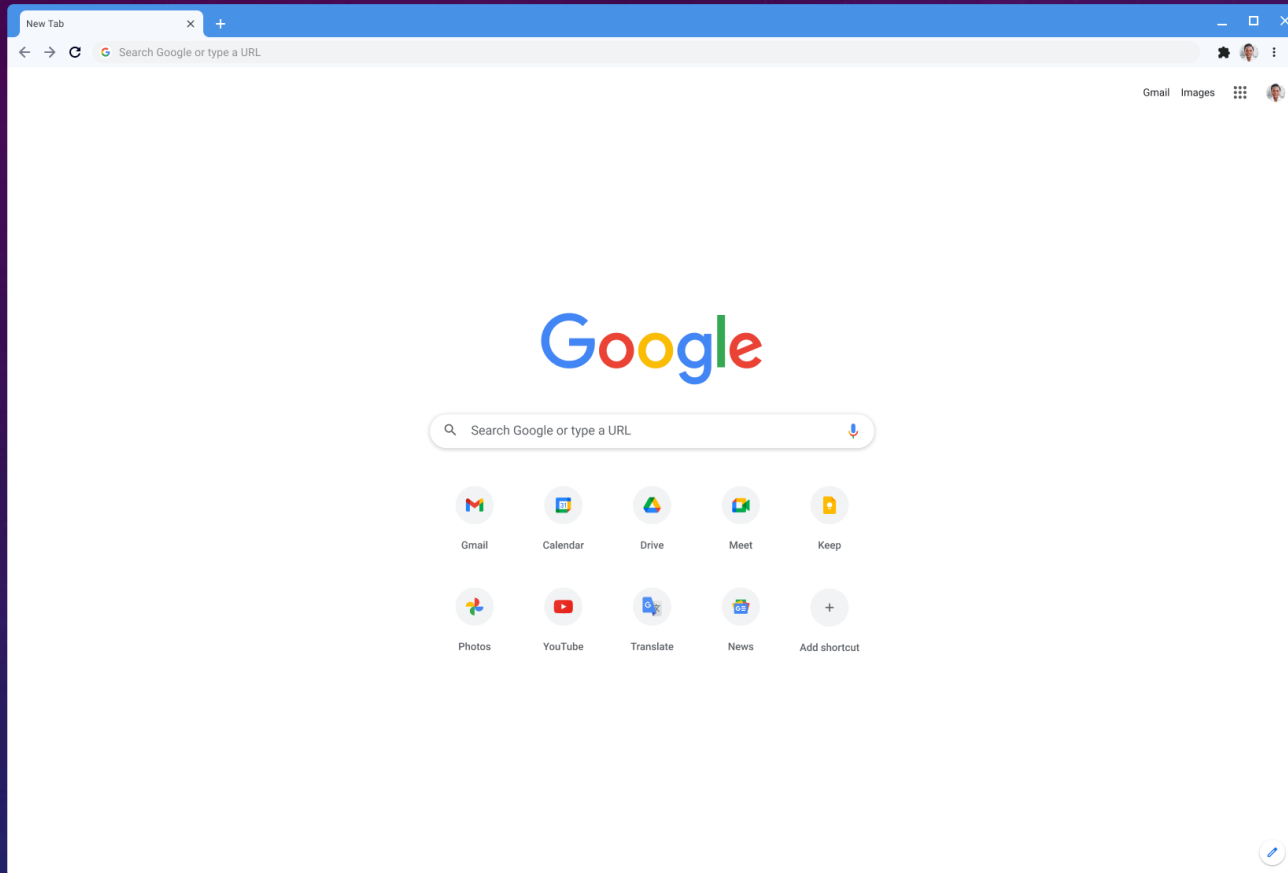 New Tab
Search Google or type a URL
Gmail Images
Google
Search Google or type a URL
Gmail Calendar Drive Meet Keep
Photos YouTube Translate News Add shortcut